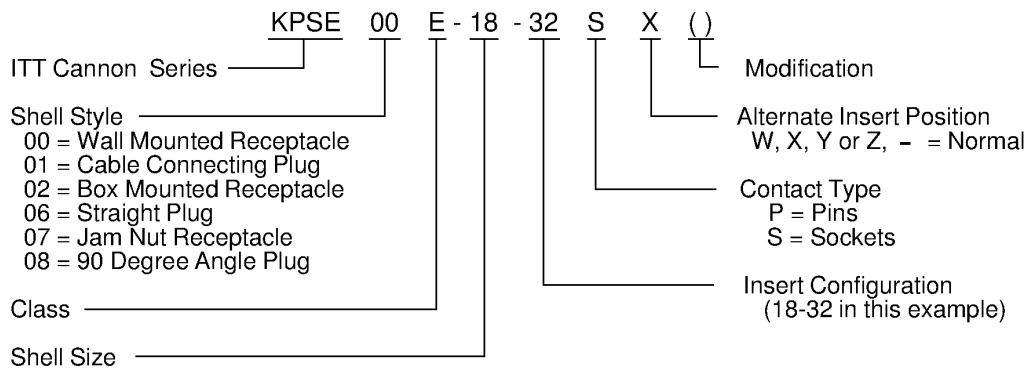 KPSE 00 E - 18 - 32 S X ( )
ITT Cannon Series
Modification
Shell Style
00 = Wall Mounted Receptacle
01 = Cable Connecting Plug
02 = Box Mounted Receptacle
06 = Straight Plug
07 = Jam Nut Receptacle
08 = 90 Degree Angle Plug
Alternate Insert Position
W, X, Y or Z, – = Normal
Contact Type
P = Pins
S = Sockets
Insert Configuration
(18-32 in this example)
Class
Shell Size